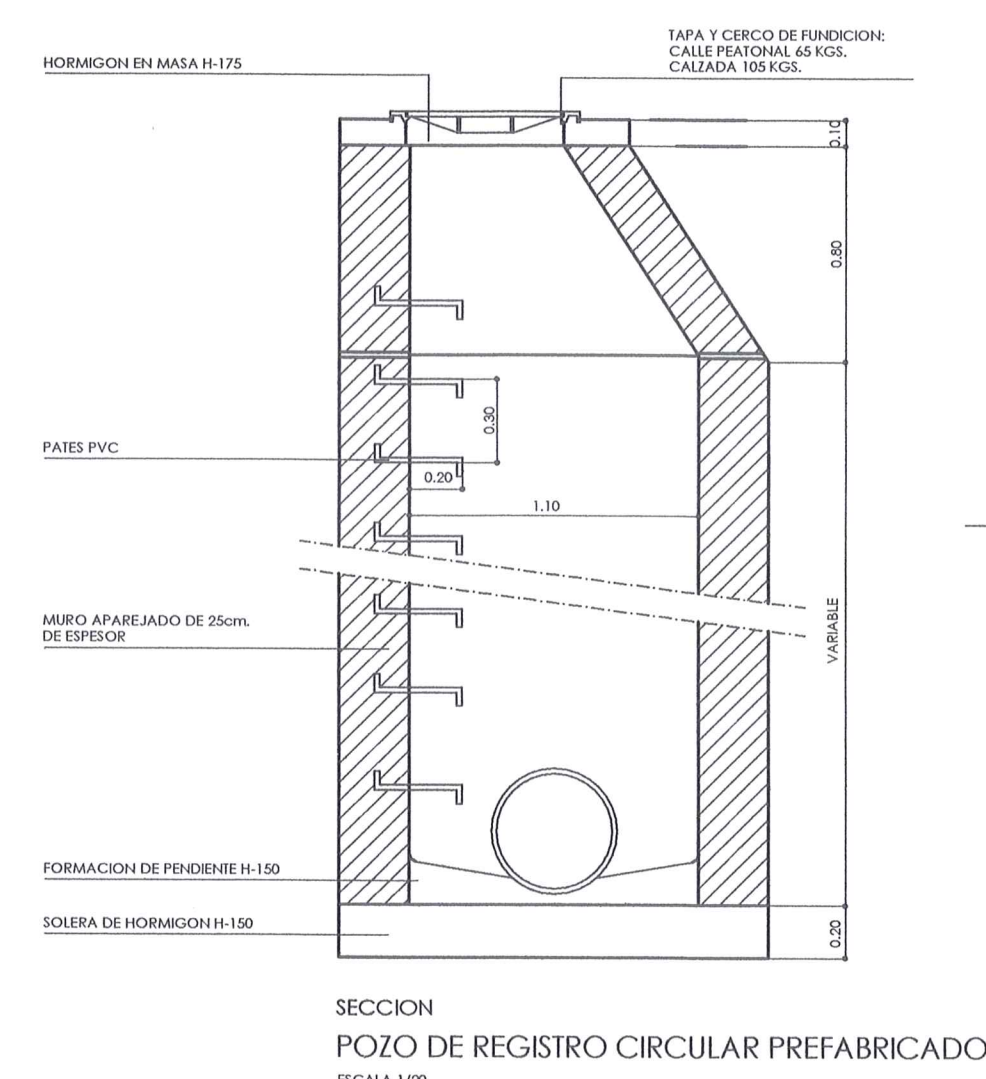 TAPA Y CERCO DE FUNDICION:
CALLE PEATONAL 65 KGS.
CALZADA 105 KGS.
HORMIGON EN MASA H-175
0.10
0.80
0.30
PATES PVC
0.20
1.10
MURO APAREJADO DE 25cm.
DE ESPESOR
VARIABLE
FORMACION DE PENDIENTE H-150
SOLERA DE HORMIGON H-150
0.20
SECCION
POZO DE REGISTRO CIRCULAR PREFABRICADO
ESCALA